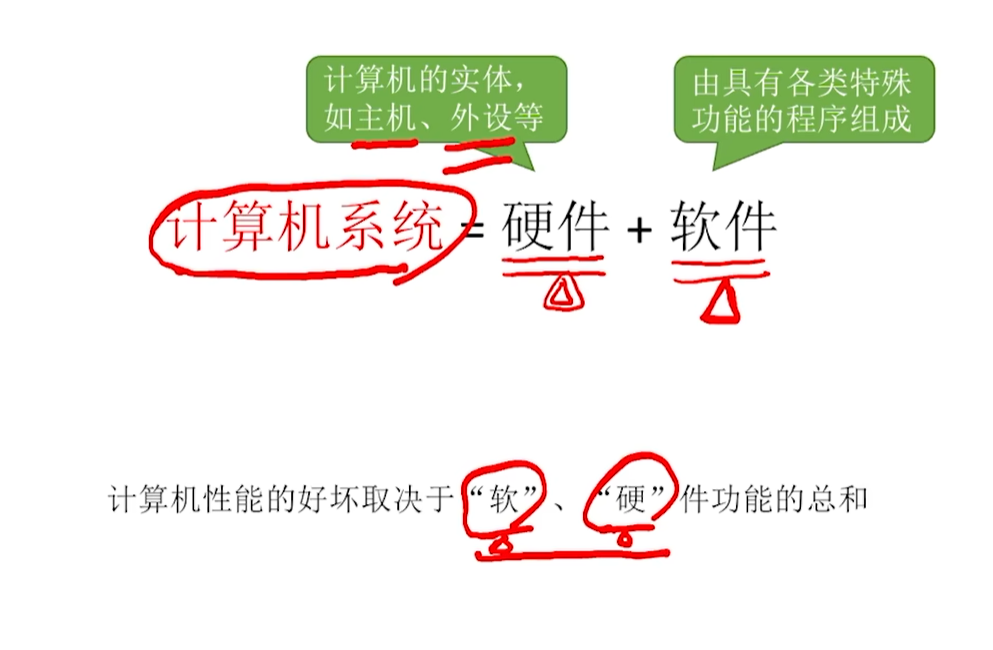 计算机的实体，
如主机、外设等
由具有各类特殊
功能的程序组成
计算机系统 = 硬件 + 软件
计算机性能的好坏取决于“软”、“硬”件功能的总和